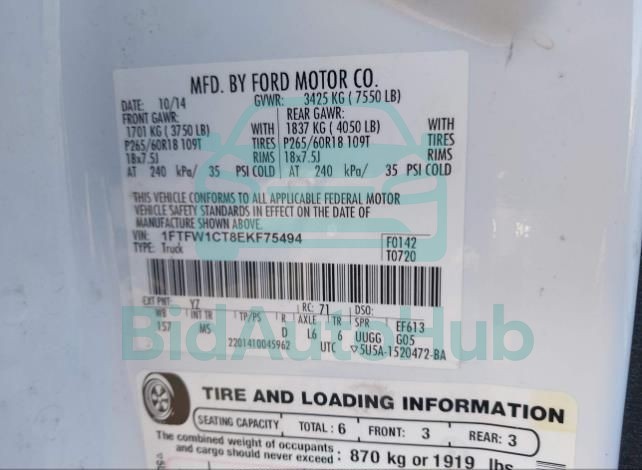 MFD. BY FORD MOTOR CO.
DATE: 10/14 GVWR: 3425 KG ( 7550 LB)
FRONT GAWR: REAR GAWR:
1701 KG ( 3750 LB) WITH 1837 KG ( 4050 LB) WITH
P265/60R18 109T TIRES P265/60R18 109T TIRES
18x7.5J RIMS 18x7.5J RIMS
AT 240 kPa/ 35 PSI COLD AT 240 kPa/ 35 PSI COLD
THIS VEHICLE CONFORMS TO ALL APPLICABLE FEDERAL MOTOR
VEHICLE SAFETY STANDARDS IN EFFECT ON THE DATE OF
MANUFACTURE SHOWN ABOVE.
VIN: 1FTFW1CT8EKF75494 F0142
TYPE: Truck T0720
EXT PNT: YZ RC: 71 DSO:
WB INT TR TP/PS R AXLE TR SPR EF613
157 MS D L6 6 UUGG G05
2201410045962 UTC ▽5U5A-1520472-BA
BidAutoHub
TIRE AND LOADING INFORMATION
SEATING CAPACITY TOTAL: 6 FRONT: 3 REAR: 3
The combined weight of occupants
and cargo should never exceed: 870 kg or 1919 lbs